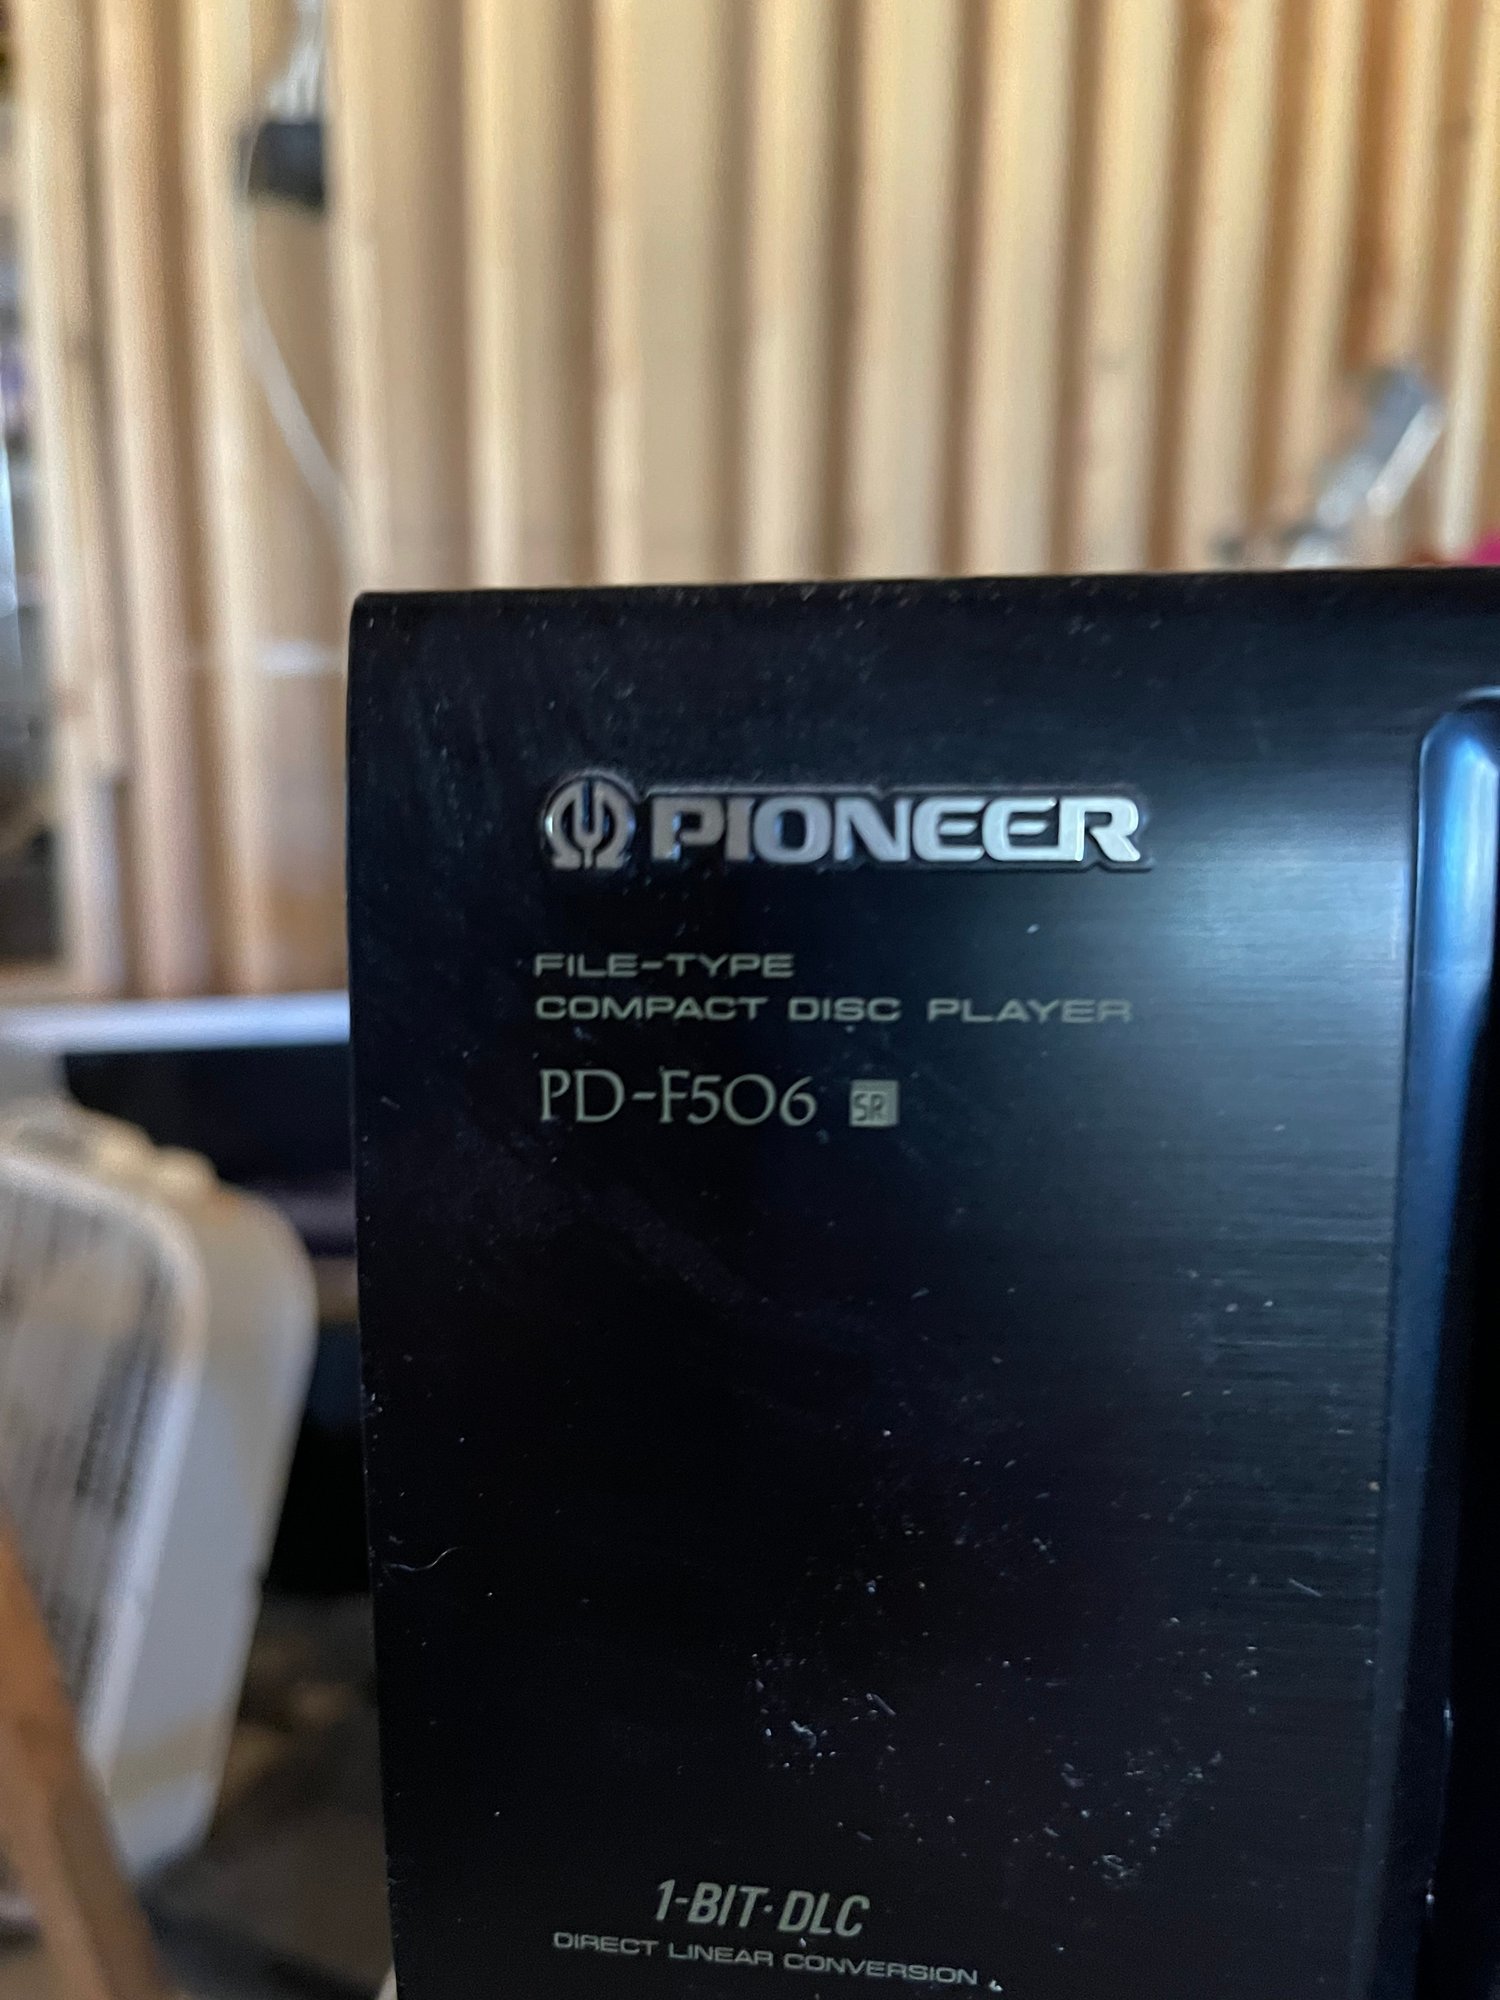 PIONEER
FILE-TYPE
COMPACT DISC PLAYER
PD-F506 SR
1-BIT·DLC
DIRECT LINEAR CONVERSION